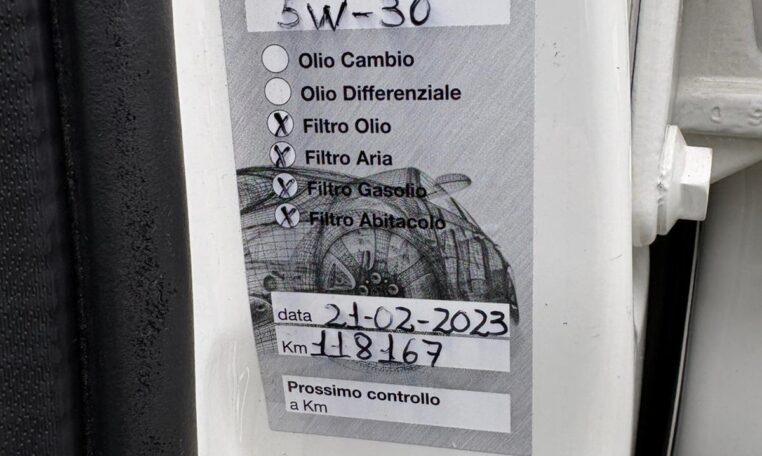 5W-30
Olio Cambio
Olio Differenziale
X Filtro Olio
X Filtro Aria
X Filtro Gasolio
X Filtro Abitacolo
data 21-02-2023
Km 118167
Prossimo controllo
a Km